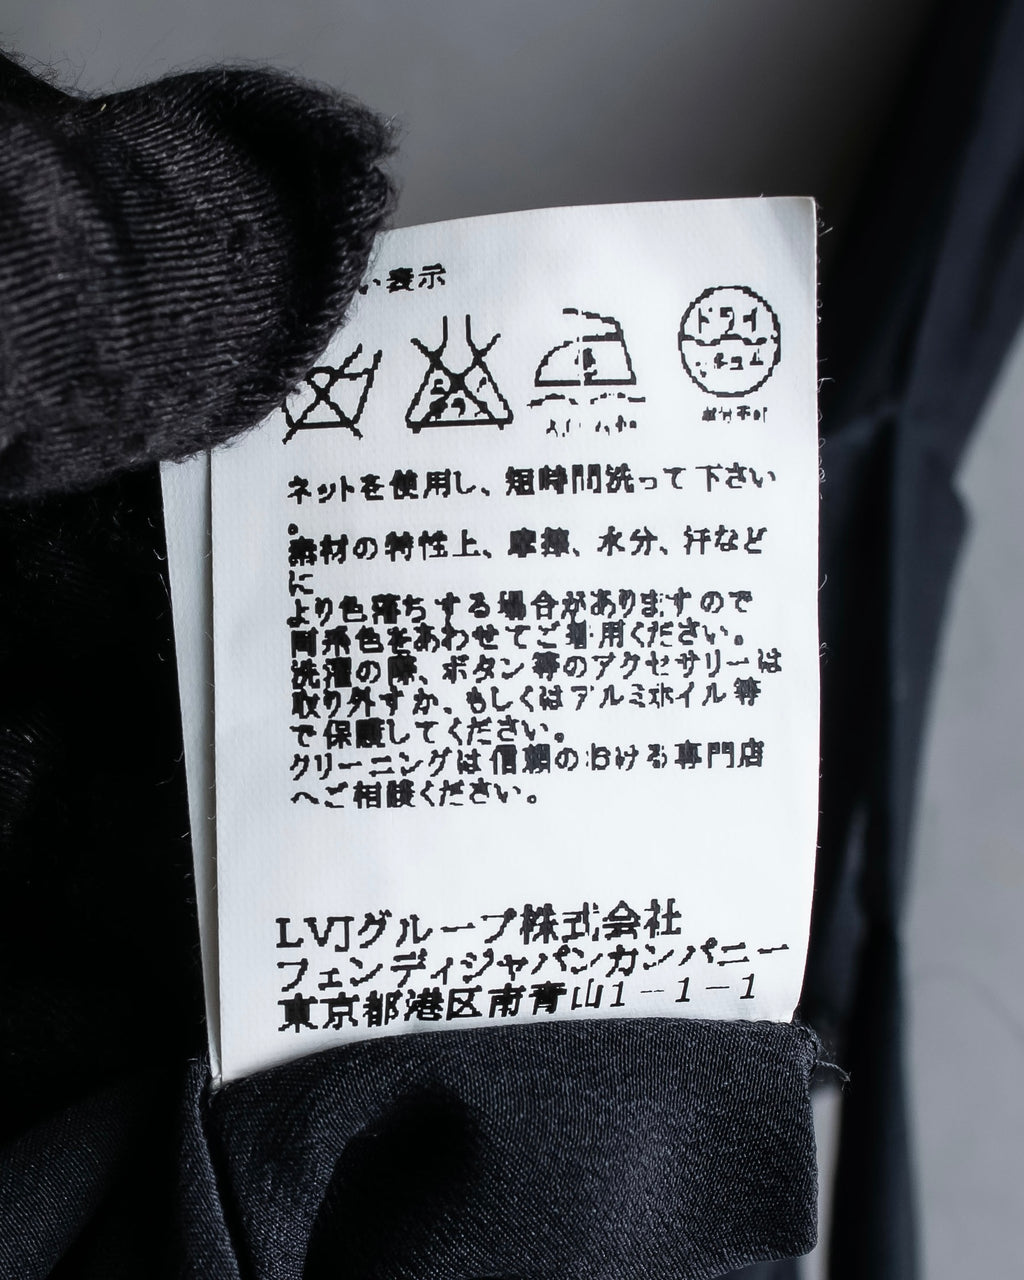 い表示
ドライ
ネットを使用し、短時間洗って下さい
。
素材の特性上、摩擦、水分、汗など
に
より色落ちする場合がありますので
同系色をあわせてご着用ください。
洗濯の際、ボタン等のアクセサリーは
取り外すか、もしくはアルミホイル等
で保護してください。
クリーニングは信頼のおける専門店
へご相談ください。
LVJグループ株式会社
フェンディジャパンカンパニー
東京都港区南青山1-1-1